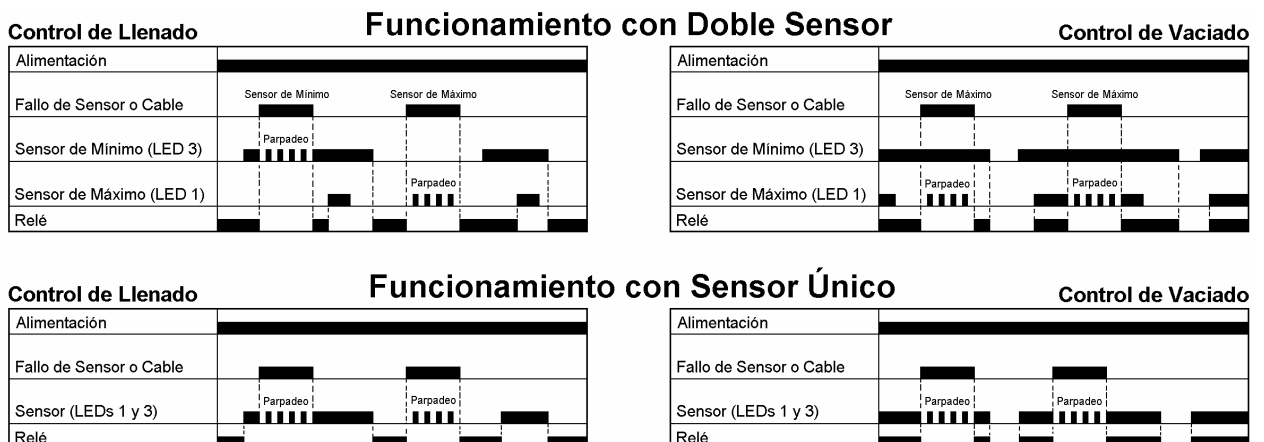 Funcionamiento con Doble Sensor
Control de Llenado
Alimentación
Fallo de Sensor o Cable
Sensor de Mínimo
Sensor de Máximo
Sensor de Mínimo (LED 3)
Parpadeo
Sensor de Máximo (LED 1)
Parpadeo
Relé
Control de Vaciado
Alimentación
Fallo de Sensor o Cable
Sensor de Máximo
Sensor de Máximo
Sensor de Mínimo (LED 3)
Sensor de Máximo (LED 1)
Parpadeo
Parpadeo
Relé
Funcionamiento con Sensor Único
Control de Llenado
Alimentación
Fallo de Sensor o Cable
Sensor (LEDs 1 y 3)
Parpadeo
Parpadeo
Relé
Control de Vaciado
Alimentación
Fallo de Sensor o Cable
Sensor (LEDs 1 y 3)
Parpadeo
Parpadeo
Relé